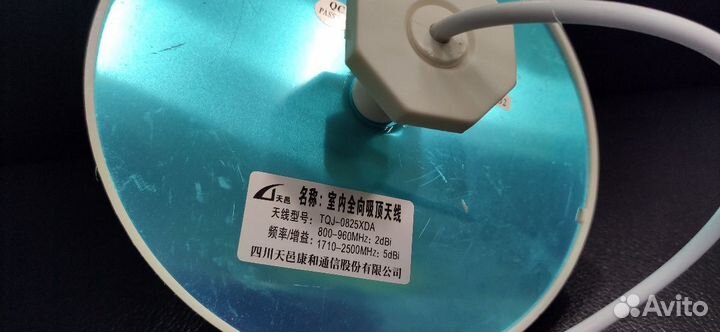 QC
PASS
天邑
名称：室内全向吸顶天线
天线型号：TQJ-0825XDA
频率/增益：800-960MHz；2dBi
1710-2500MHz；5dBi
四川天邑康和通信股份有限公司
Avito